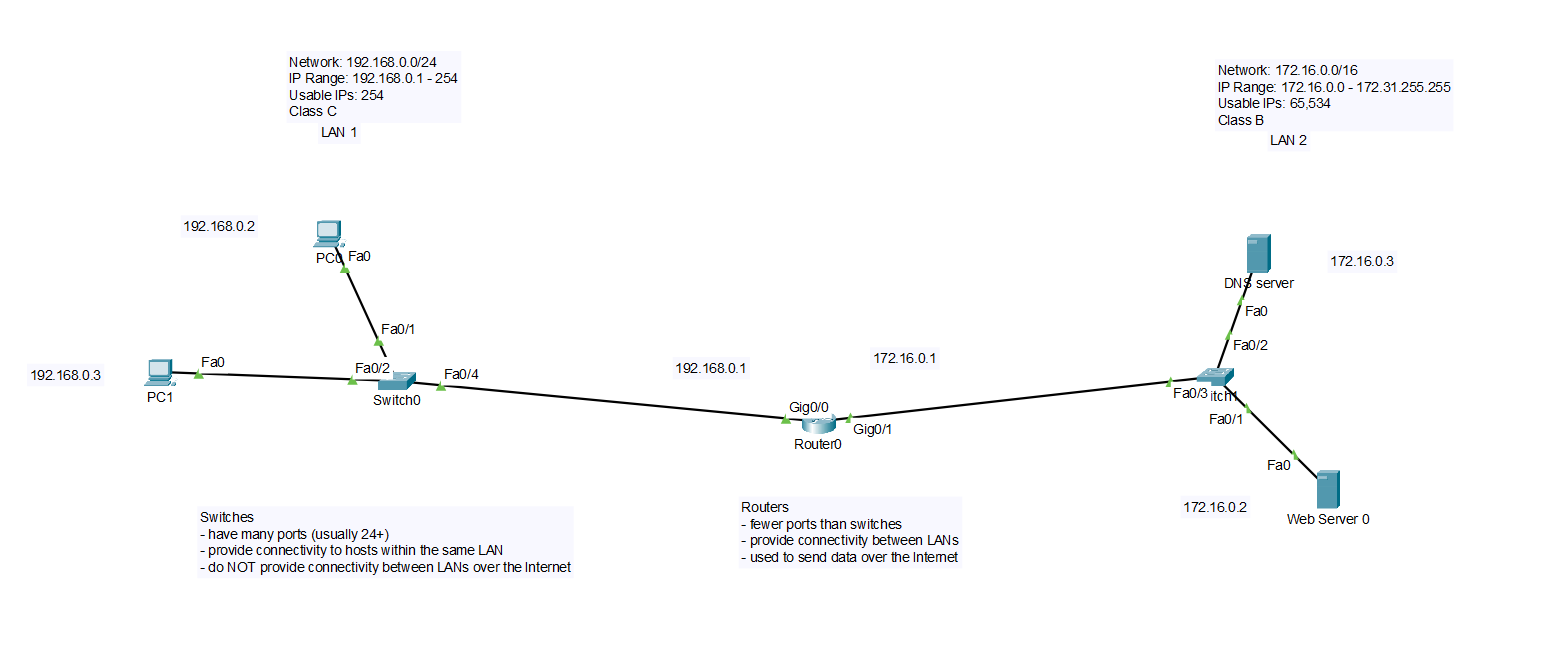 Network: 192.168.0.0/24
IP Range: 192.168.0.1 - 254
Usable IPs: 254
Class C
LAN 1
Network: 172.16.0.0/16
IP Range: 172.16.0.0 - 172.31.255.255
Usable IPs: 65,534
Class B
LAN 2
192.168.0.2
PC0
Fa0
Fa0/1
192.168.0.3
Fa0
PC1
Fa0/2
Fa0/4
Switch0
192.168.0.1
172.16.0.1
Gig0/0
Gig0/1
Router0
172.16.0.3
DNS server
Fa0
Fa0/2
Fa0/3
itch1
Fa0/1
Fa0
172.16.0.2
Web Server 0
Switches
- have many ports (usually 24+)
- provide connectivity to hosts within the same LAN
- do NOT provide connectivity between LANs over the Internet
Routers
- fewer ports than switches
- provide connectivity between LANs
- used to send data over the Internet